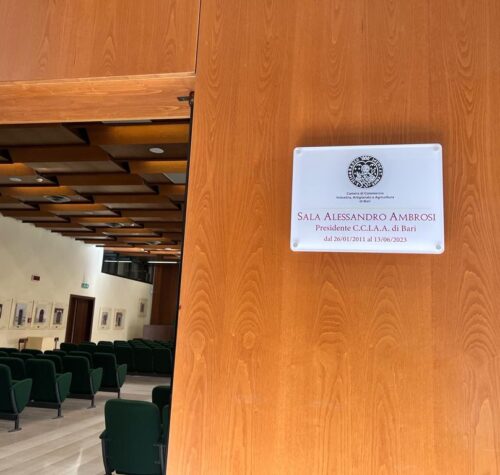 Camera di Commercio
Industria, Artigianato e Agricoltura
di Bari
SALA ALESSANDRO AMBROSI
Presidente C.C.I.A.A. di Bari
dal 26/01/2011 al 13/06/2023